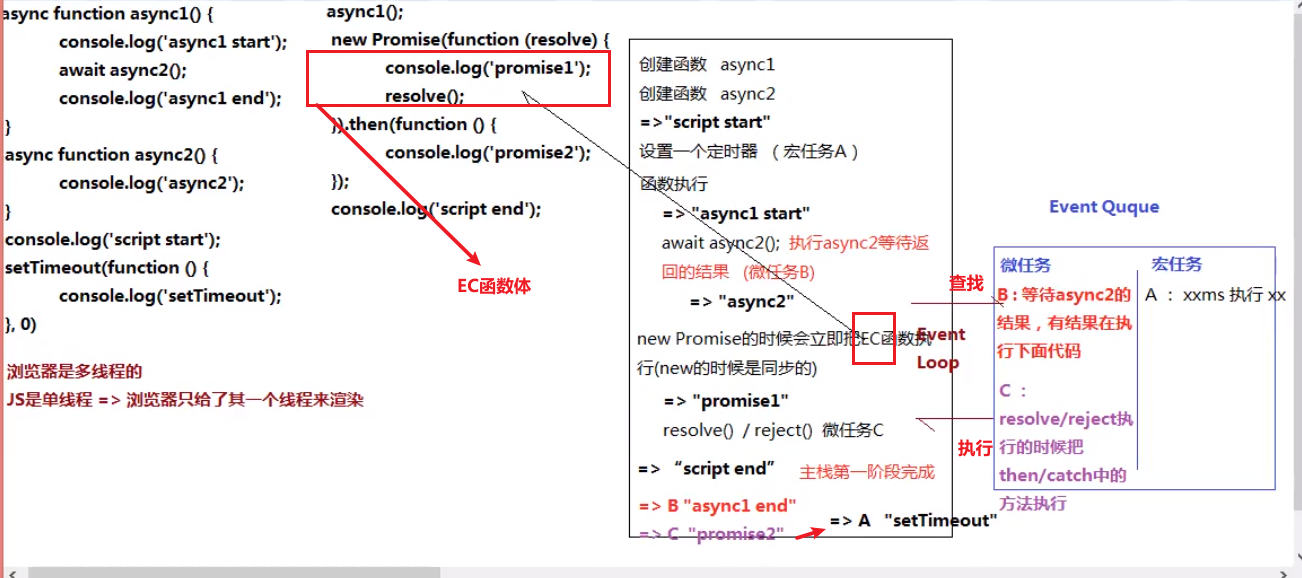 async function async1() {
console.log('async1 start');
await async2();
console.log('async1 end');
}
async function async2() {
console.log('async2');
}
console.log('script start');
setTimeout(function () {
console.log('setTimeout');
}, 0)
浏览器是多线程的
JS是单线程 => 浏览器只给了其一个线程来渲染
async1();
new Promise(function (resolve) {
console.log('promise1');
resolve();
}).then(function () {
console.log('promise2');
});
console.log('script end');
EC函数体
创建函数 async1
创建函数 async2
=>"script start"
设置一个定时器 （ 宏任务A ）
函数执行
=> "async1 start"
await async2(); 执行async2等待返
回的结果 (微任务B)
=> "async2"
new Promise的时候会立即把EC函数执
行(new的时候是同步的)
=> "promise1"
resolve() / reject() 微任务C
=> “script end” 主栈第一阶段完成
=> B "async1 end"
=> C "promise2"
=> A "setTimeout"
查找
Event
Loop
执行
Event Quque
微任务
B : 等待async2的
结果，有结果在执
行下面代码
C ：
resolve/reject执
行的时候把
then/catch中的
方法执行
宏任务
A ： xxms 执行 xx